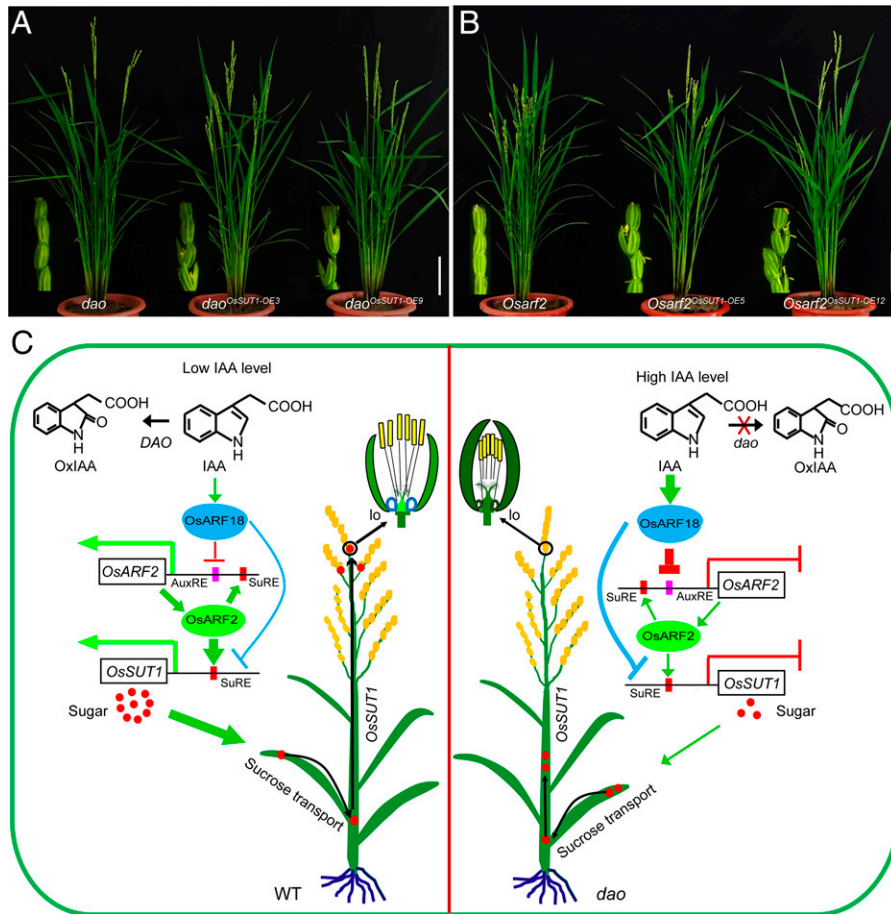 A
B
dao
dao^OsSUT1-OE3
dao^OsSUT1-OE9
Osarf2
Osarf2^OsSUT1-OE5
Osarf2^OsSUT1-OE12
C
Low IAA level
COOH
O
N
H
OxIAA
DAO
COOH
N
H
IAA
OsARF18
OsARF2
AuxRE
SuRE
OsARF2
OsSUT1
SuRE
Sugar
Sucrose transport
OsSUT1
lo
WT
High IAA level
COOH
N
H
IAA
dao
COOH
O
N
H
OxIAA
lo
OsARF18
SuRE
AuxRE
OsARF2
OsARF2
SuRE
OsSUT1
Sugar
OsSUT1
Sucrose transport
dao